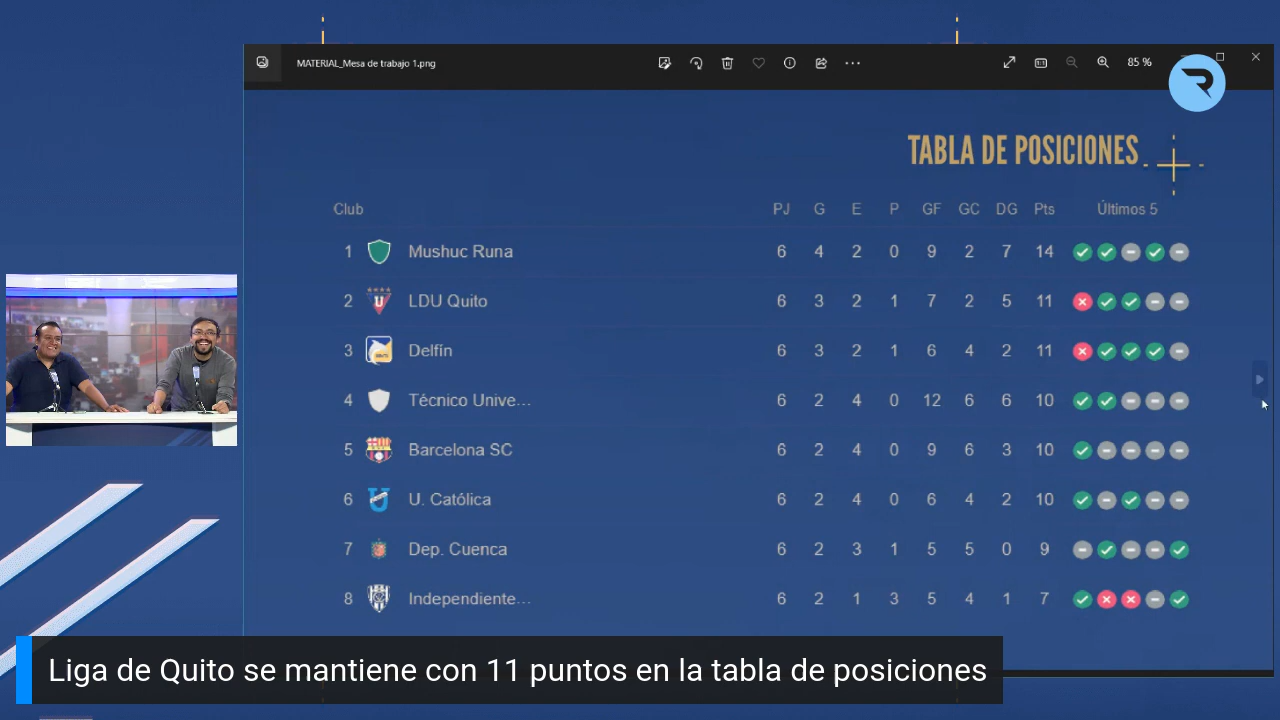 MATERIAL_Mesa de trabajo 1.png
85 %
TABLA DE POSICIONES
Club PJ G E P GF GC DG Pts Últimos 5
1 Mushuc Runa 6 4 2 0 9 2 7 14
2 LDU Quito 6 3 2 1 7 2 5 11
3 Delfín 6 3 2 1 6 4 2 11
4 Técnico Unive... 6 2 4 0 12 6 6 10
5 Barcelona SC 6 2 4 0 9 6 3 10
6 U. Católica 6 2 4 0 6 4 2 10
7 Dep. Cuenca 6 2 3 1 5 5 0 9
8 Independiente... 6 2 1 3 5 4 1 7
Liga de Quito se mantiene con 11 puntos en la tabla de posiciones